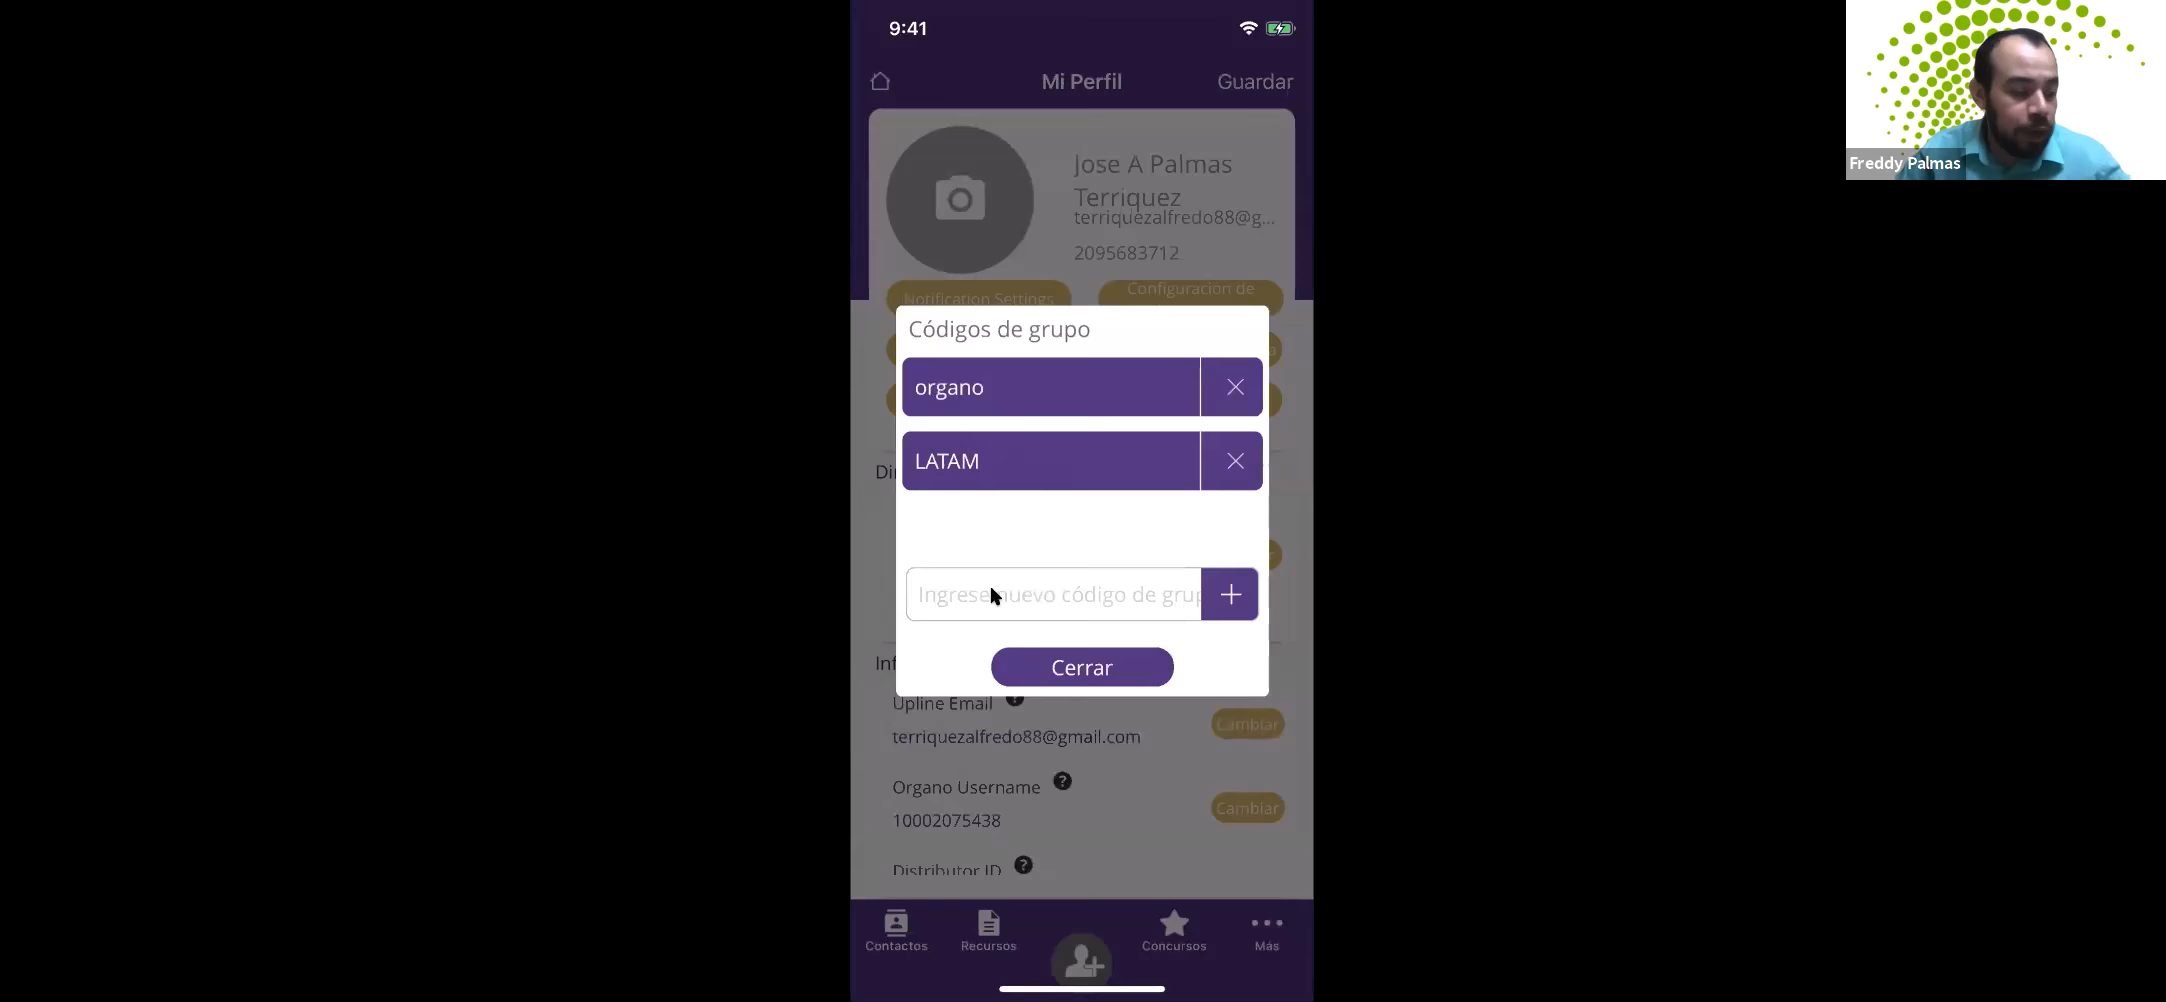 9:41
Mi Perfil
Guardar
Jose A Palmas
Terriquez
terriquezalfredo88@g...
2095683712
Notification Settings
Configuración de
Códigos de grupo
organo
LATAM
Ingrese nuevo código de grup
Cerrar
Upline Email
terriquezalfredo88@gmail.com
Cambiar
Organo Username
10002075438
Cambiar
Distributor ID
Contactos
Recursos
Concursos
Más
Freddy Palmas